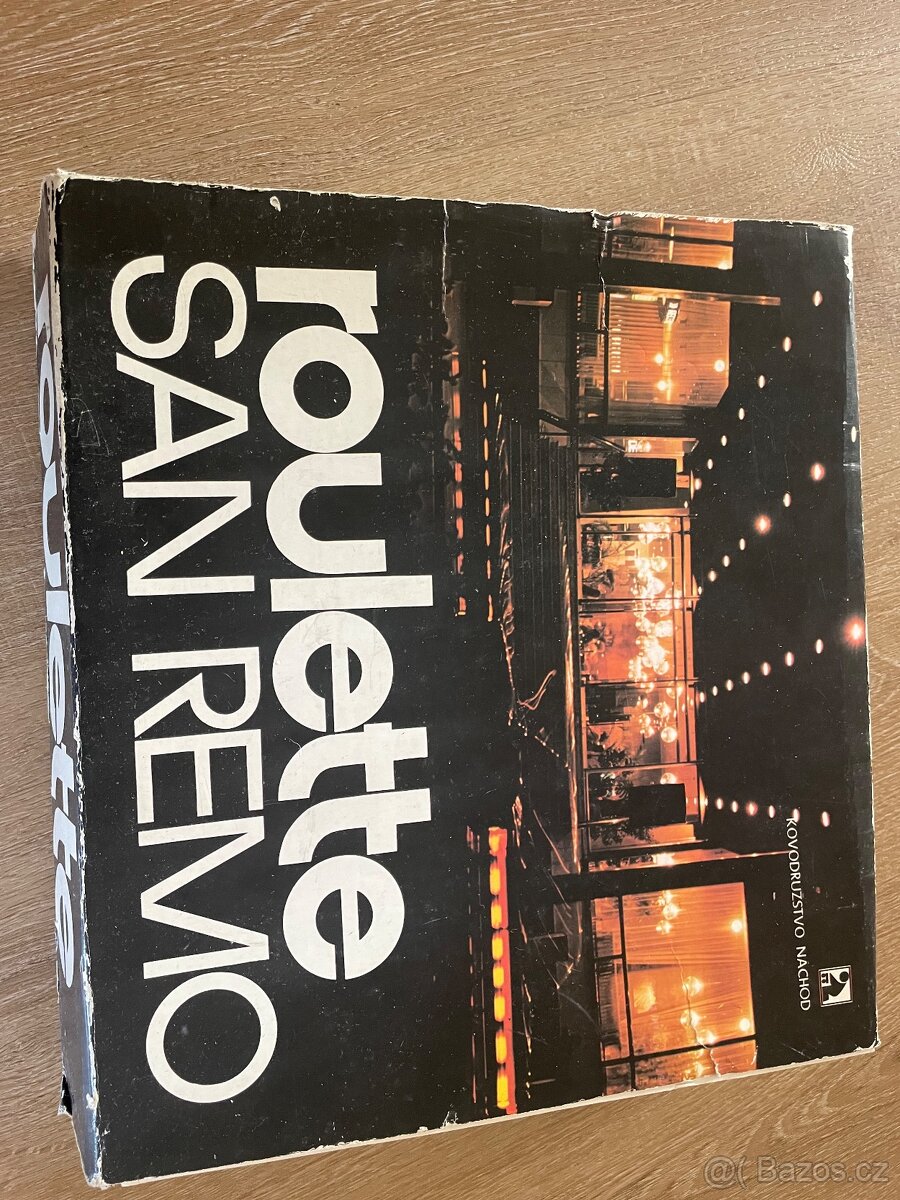 KOVODRUŽSTVO NÁCHOD
roulette
SAN REMO
roulette
@( Bazos.cz